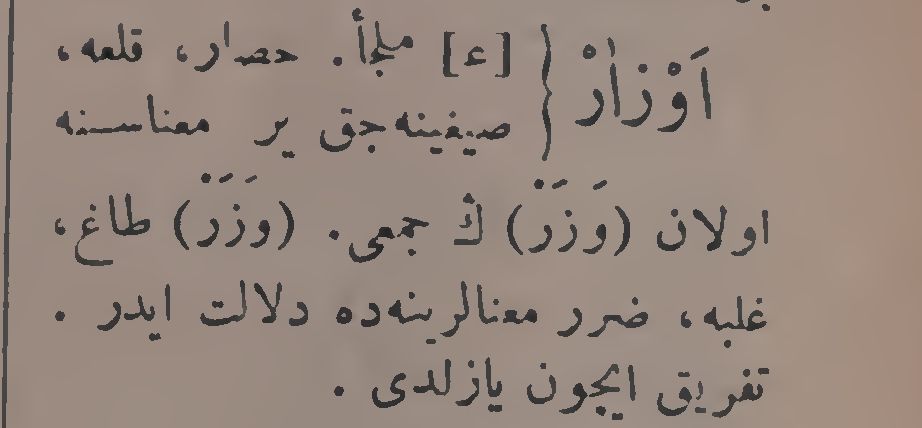 اَوْزَارْ { [ع] ملجأ. حصار، قلعه،
صيغينه‌جق ير معناسنه
اولان (وَزَرْ) ڭ جمعى. (وَزَرْ) طاغ،
غلبه، ضرر معنالرينه‌ده دلالت ايدر .
تفريق ايچون يازلدى .